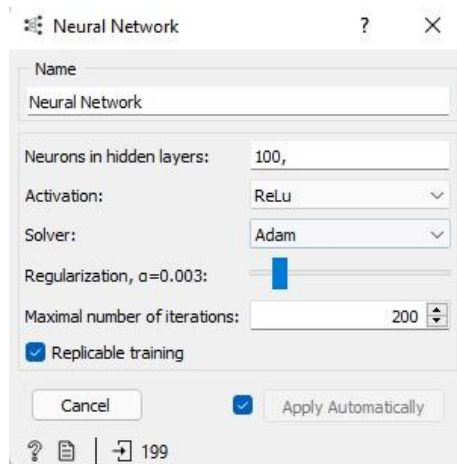 Neural Network
Name
Neural Network
Neurons in hidden layers: 100,
Activation: ReLu
Solver: Adam
Regularization, α=0.003:
Maximal number of iterations: 200
Replicable training
Cancel Apply Automatically
199